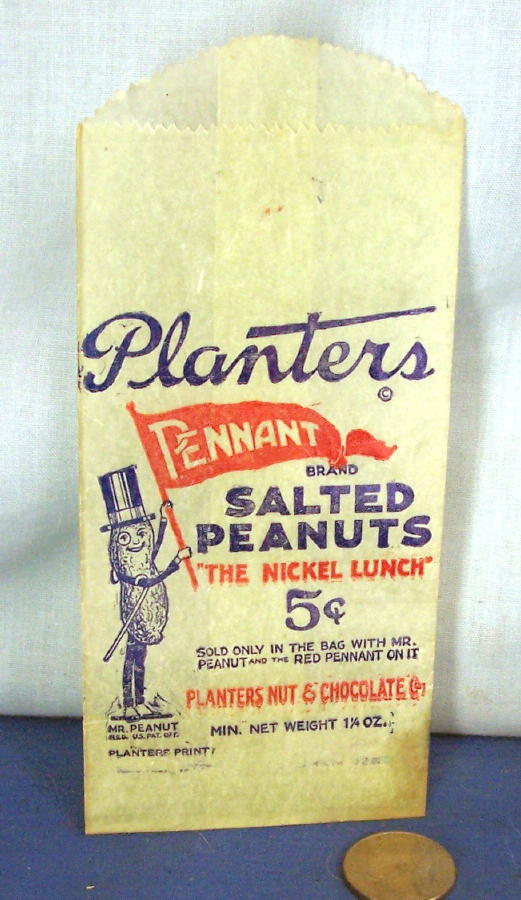 Planters
©
PENNANT
BRAND
SALTED
PEANUTS
"THE NICKEL LUNCH"
5¢
SOLD ONLY IN THE BAG WITH MR.
PEANUT AND THE RED PENNANT ON IT
PLANTERS NUT & CHOCOLATE Co.
MR. PEANUT
REG. U.S. PAT. OFF.
MIN. NET WEIGHT 1¼ OZ.
PLANTERS PRINT